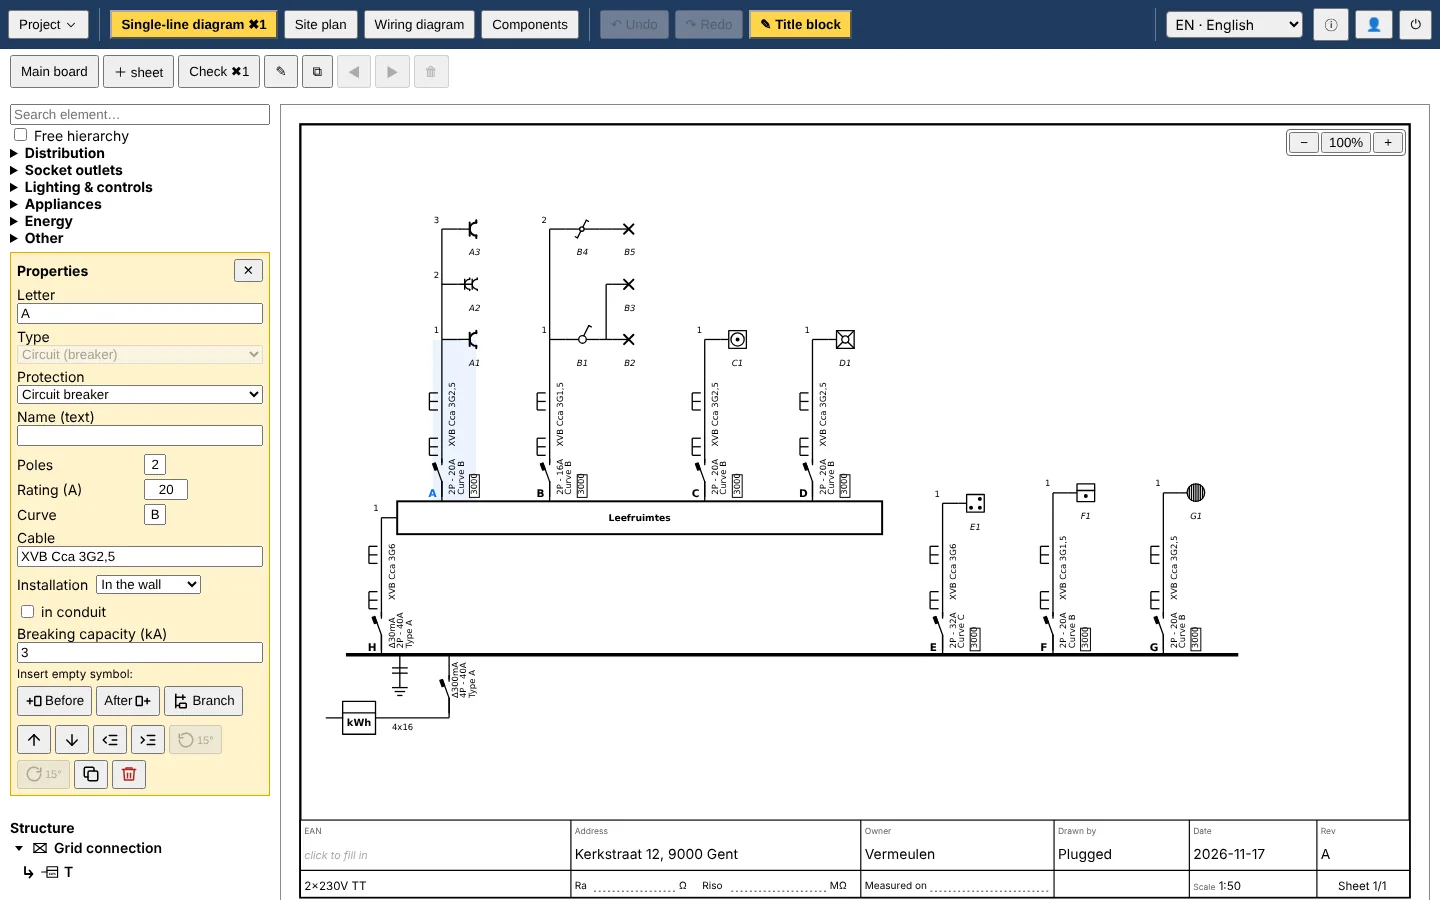 Project
Single-line diagram ✖1
Site plan
Wiring diagram
Components
↶ Undo
↷ Redo
✎ Title block
EN · English
Main board
+ sheet
Check ✖1
Search element…
Free hierarchy
Distribution
Socket outlets
Lighting & controls
Appliances
Energy
Other
Properties
Letter
A
Type
Circuit (breaker)
Protection
Circuit breaker
Name (text)
Poles
2
Rating (A)
20
Curve
B
Cable
XVB Cca 3G2,5
Installation
In the wall
in conduit
Breaking capacity (kA)
3
Insert empty symbol:
Before
After
Branch
15°
15°
Structure
Grid connection
T
− 100% +
3
A3
2
A2
1
A1
XVB Cca 3G2,5
2P - 20A
Curve B
3000
A
2
B4
B5
B3
1
B1
B2
XVB Cca 3G1,5
2P - 16A
Curve B
3000
B
1
C1
XVB Cca 3G2,5
2P - 20A
Curve B
3000
C
1
D1
XVB Cca 3G2,5
2P - 20A
Curve B
3000
D
Leefruimtes
1
XVB Cca 3G6
Δ30mA
2P - 40A
Type A
H
1
E1
XVB Cca 3G6
2P - 32A
Curve C
3000
E
1
F1
XVB Cca 3G1,5
2P - 20A
Curve B
3000
F
1
G1
XVB Cca 3G2,5
2P - 20A
Curve B
3000
G
Δ300mA
4P - 40A
Type A
kWh
4x16
EAN
click to fill in
Address
Kerkstraat 12, 9000 Gent
Owner
Vermeulen
Drawn by
Plugged
Date
2026-11-17
Rev
A
2×230V TT
Ra Ω Riso MΩ
Measured on
Scale 1:50
Sheet 1/1